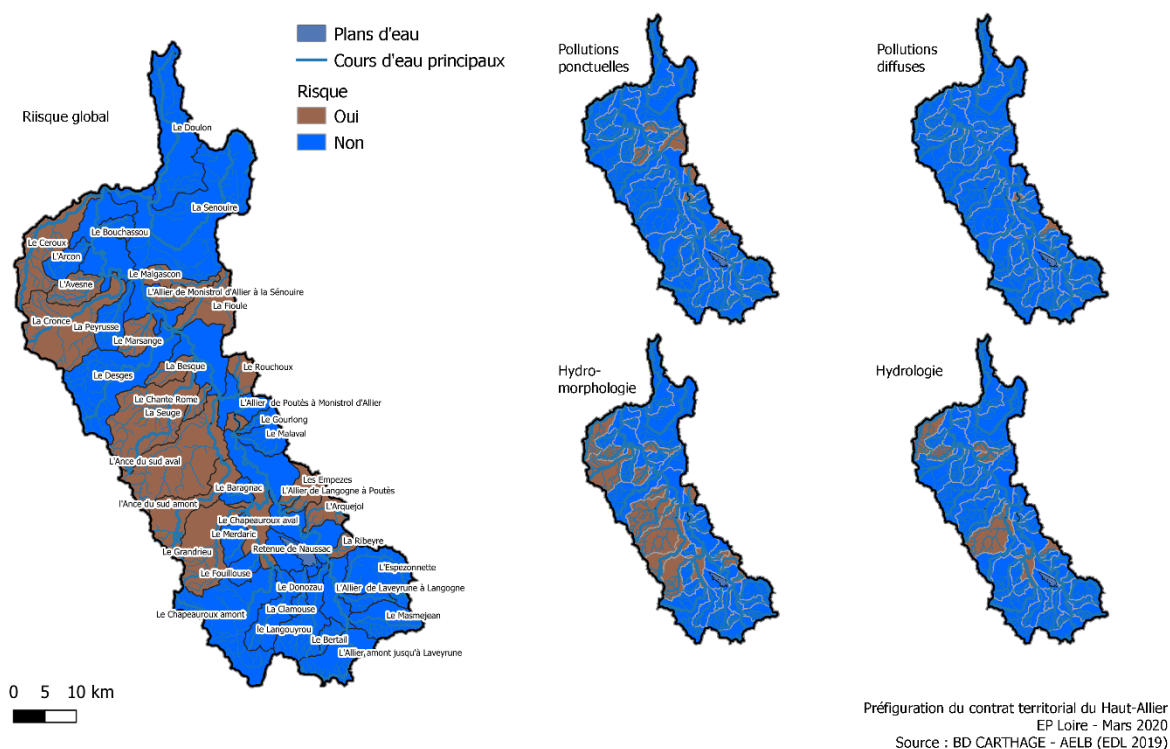 Plans d'eau
Cours d'eau principaux
Risque
Oui
Non
Riisque global
Le Doulon
La Senouire
Le Ceroux
Le Bouchassou
L'Arcon
Le Malgascon
L'Avesne
L'Allier de Monistrol d'Allier à la Sénouire
La Fioule
La Cronce
La Peyrusse
Le Marsange
La Besque
Le Rouchoux
Le Desges
Le Chante Rome
L'Allier de Poutès à Monistrol d'Allier
La Seuge
Le Gourlong
Le Malaval
L'Ance du sud aval
Les Empezes
Le Baragnac
L'Allier de Langogne à Poutès
l'Ance du sud amont
L'Arquejol
Le Chapeauroux aval
Le Merdaric
La Ribeyre
Le Grandrieu
Retenue de Naussac
L'Espezonnette
Le Fouillouse
Le Donozau
L'Allier de Laveyrune à Langogne
Le Chapeauroux amont
La Clamouse
Le Masmejean
le Langouyrou
Le Bertail
L'Allier amont jusqu'à Laveyrune
0 5 10 km
Pollutions
ponctuelles
Pollutions
diffuses
Hydro-
morphologie
Hydrologie
Préfiguration du contrat territorial du Haut-Allier
EP Loire - Mars 2020
Source : BD CARTHAGE - AELB (EDL 2019)